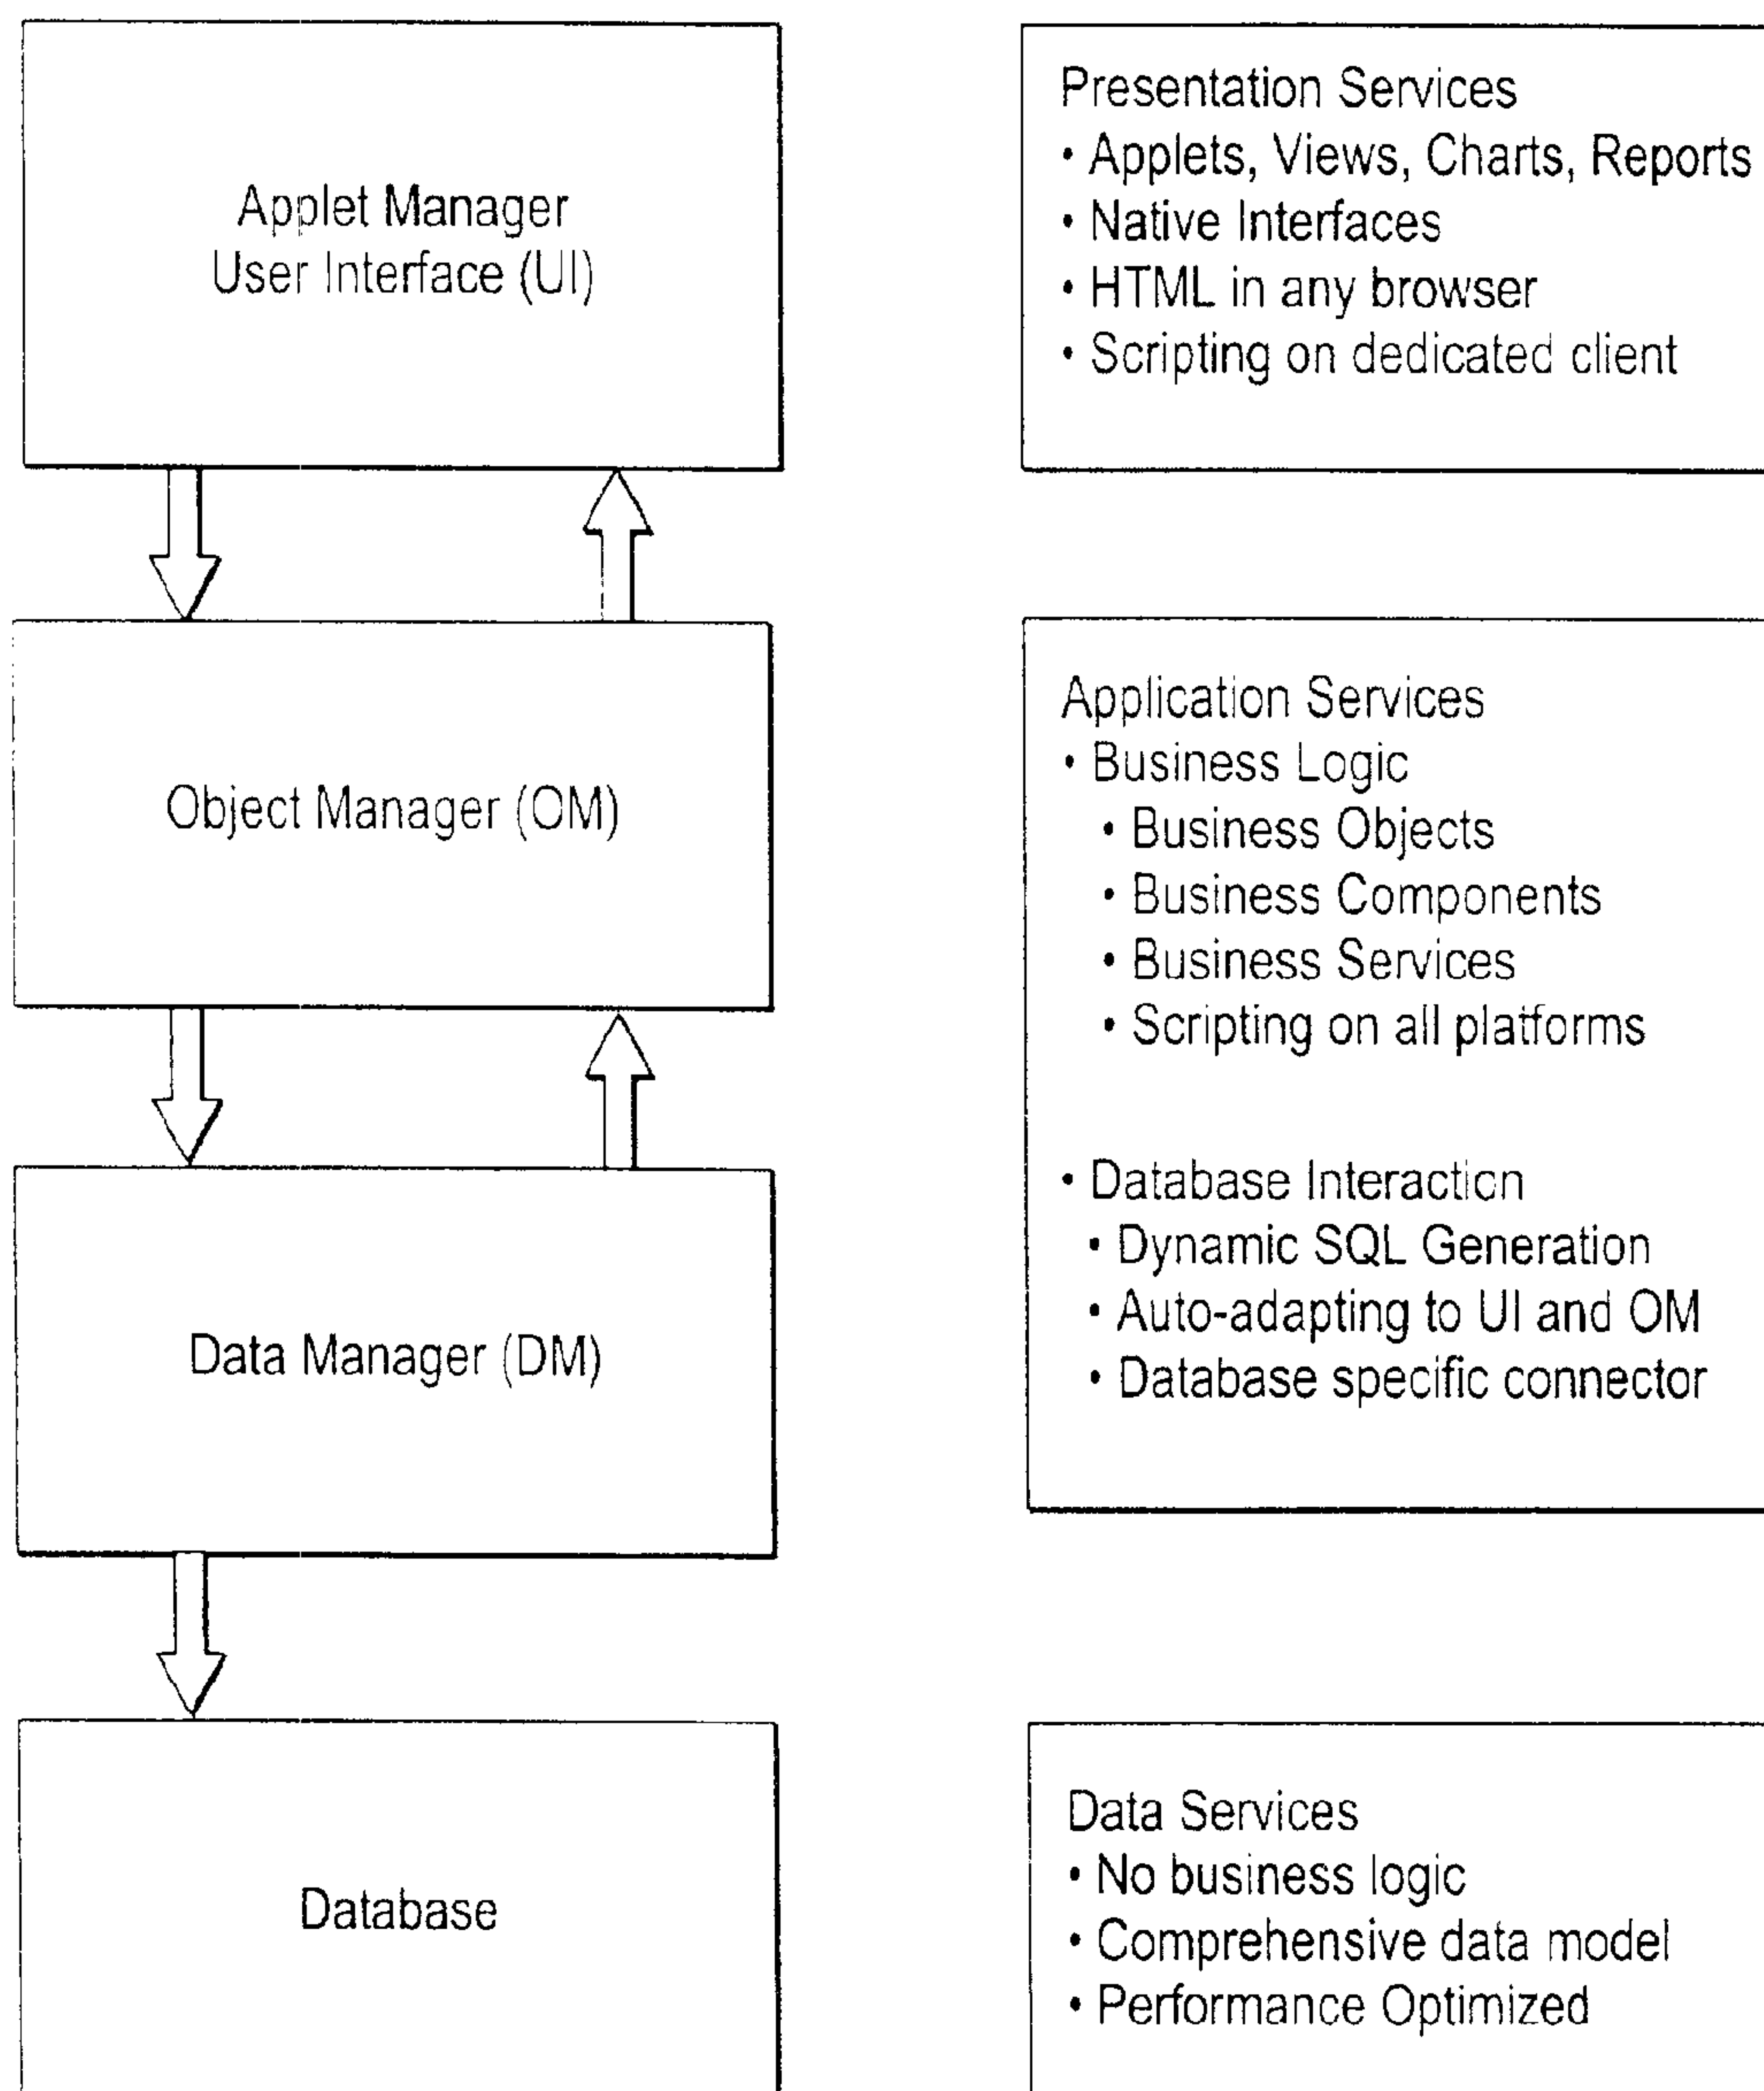 Applet Manager
User Interface (UI)
Presentation Services
• Applets, Views, Charts, Reports
• Native Interfaces
• HTML in any browser
• Scripting on dedicated client
Object Manager (OM)
Application Services
• Business Logic
• Business Objects
• Business Components
• Business Services
• Scripting on all platforms
• Database Interaction
• Dynamic SQL Generation
• Auto-adapting to UI and OM
• Database specific connector
Data Manager (DM)
Database
Data Services
• No business logic
• Comprehensive data model
• Performance Optimized